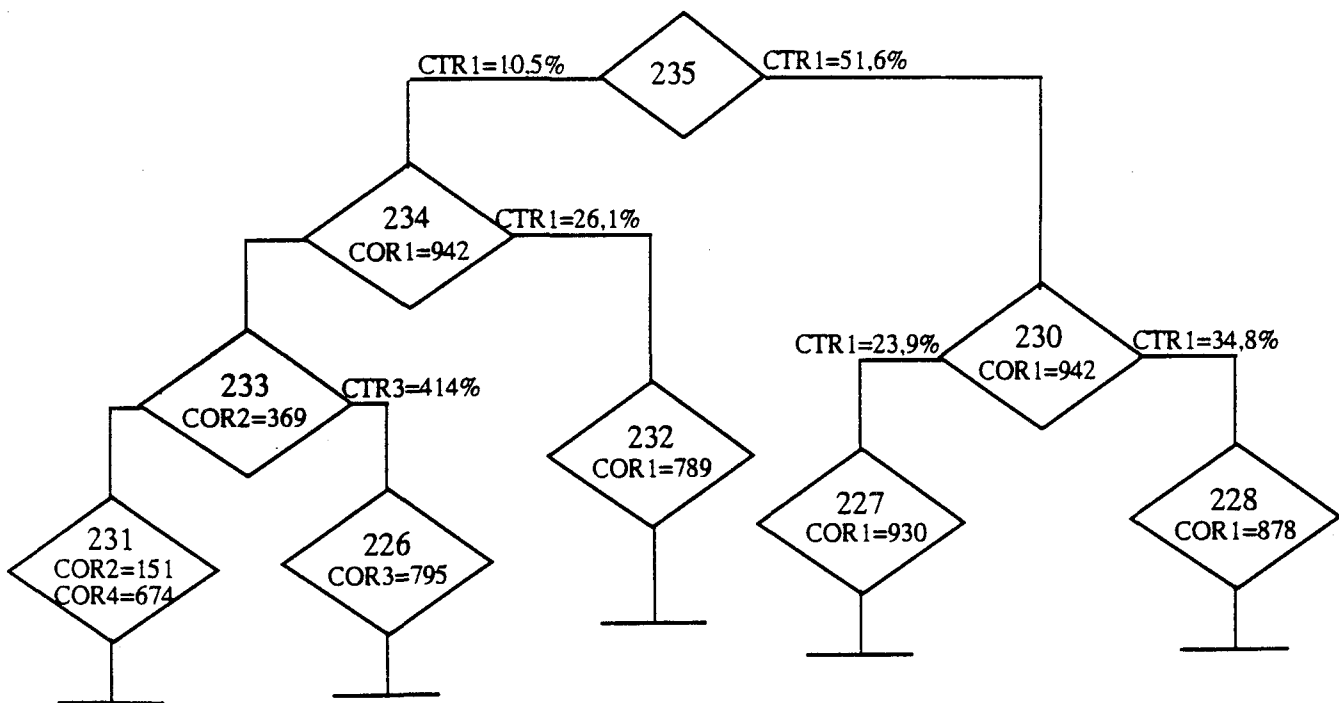 CTR1=10,5%
235
CTR1=51,6%
234
COR1=942
CTR1=26,1%
233
COR2=369
CTR3=414%
232
COR1=789
CTR1=23,9%
230
COR1=942
CTR1=34,8%
231
COR2=151
COR4=674
226
COR3=795
227
COR1=930
228
COR1=878